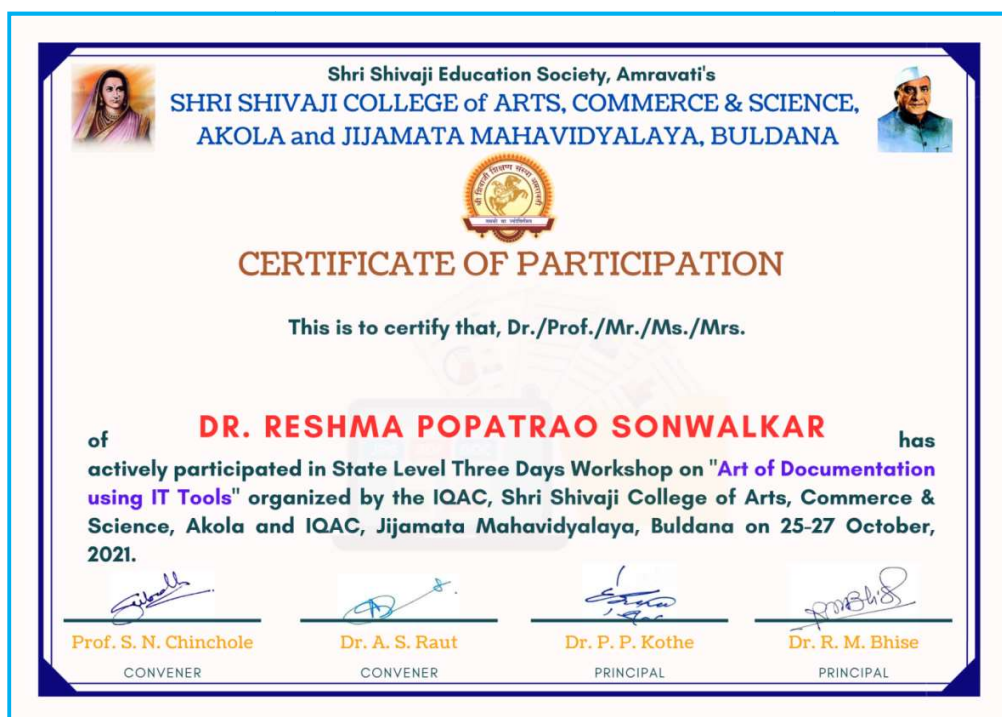 Shri Shivaji Education Society, Amravati's
SHRI SHIVAJI COLLEGE of ARTS, COMMERCE & SCIENCE,
AKOLA and JIJAMATA MAHAVIDYALAYA, BULDANA
श्री शिवाजी शिक्षण संस्था अमरावती
CERTIFICATE OF PARTICIPATION
This is to certify that, Dr./Prof./Mr./Ms./Mrs.
DR. RESHMA POPATRAO SONWALKAR
of has
actively participated in State Level Three Days Workshop on "Art of Documentation
using IT Tools" organized by the IQAC, Shri Shivaji College of Arts, Commerce &
Science, Akola and IQAC, Jijamata Mahavidyalaya, Buldana on 25-27 October,
2021.
Prof. S. N. Chinchole Dr. A. S. Raut Dr. P. P. Kothe Dr. R. M. Bhise
CONVENER CONVENER PRINCIPAL PRINCIPAL